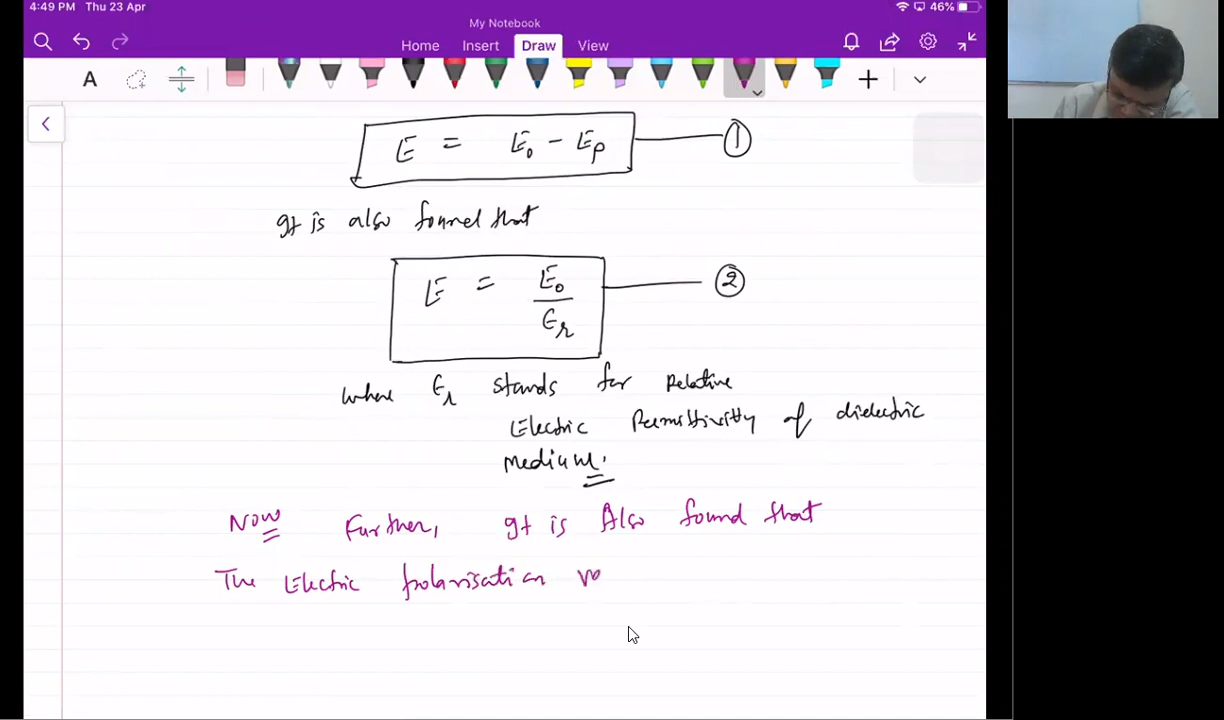 4:49 PM Thu 23 Apr
46%
My Notebook
Home Insert Draw View
A
E = E₀ - Eₚ ①
It is also found that
E = E₀/ϵᵣ ②
where ϵᵣ stands for Relative
Electric Permittivity of dielectric
Medium.
Now Further, It is Also found that
The Electric polarisation